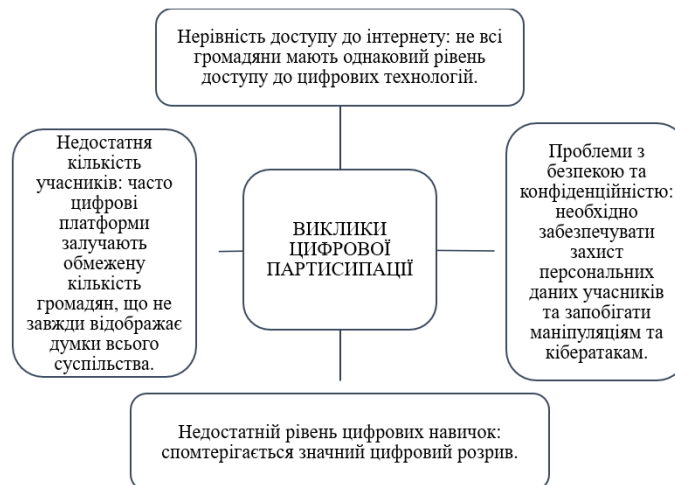 Нерівність доступу до інтернету: не всі
громадяни мають однаковий рівень
доступу до цифрових технологій.
Недостатня
кількість
учасників: часто
цифрові
платформи
залучають
обмежену
кількість
громадян, що не
завжди відображає
думки всього
суспільства.
ВИКЛИКИ
ЦИФРОВОЇ
ПАРТИСИПАЦІЇ
Проблеми з
безпекою та
конфіденційністю:
необхідно
забезпечувати
захист
персональних
даних учасників
та запобігати
маніпуляціям та
кібератакам.
Недостатній рівень цифрових навичок:
спомтерігається значний цифровий розрив.